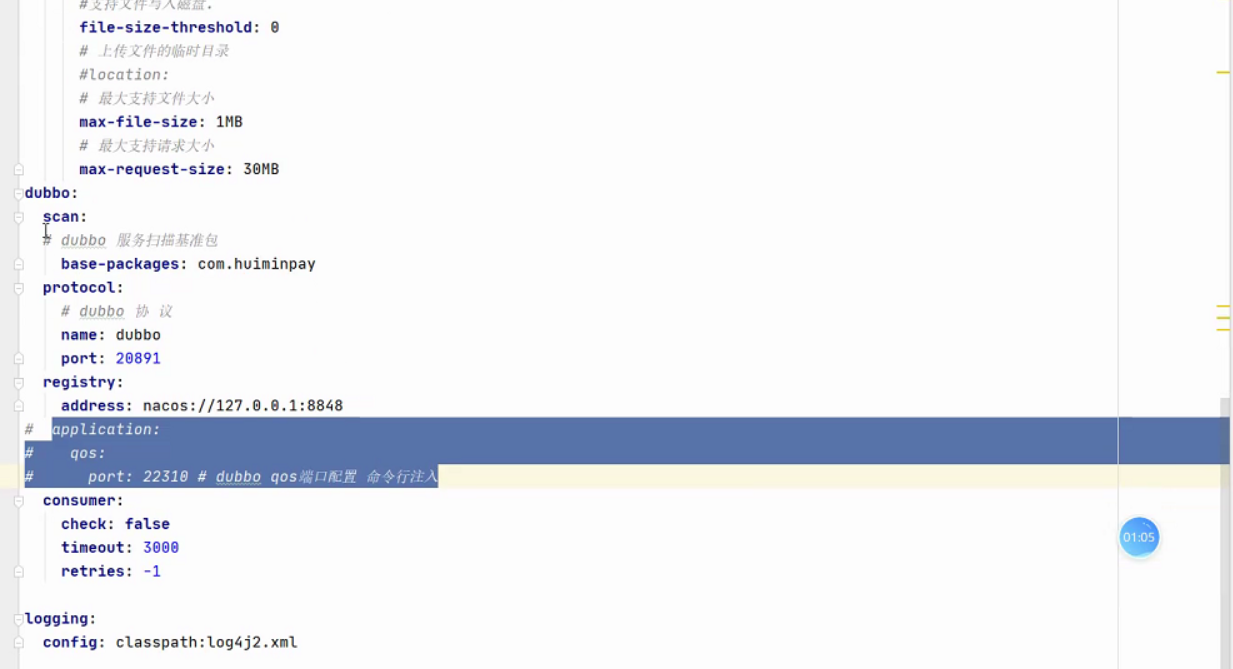 #支持文件写入磁盘.
file-size-threshold: 0
# 上传文件的临时目录
#location:
# 最大支持文件大小
max-file-size: 1MB
# 最大支持请求大小
max-request-size: 30MB
dubbo:
scan:
# dubbo 服务扫描基准包
base-packages: com.huiminpay
protocol:
# dubbo 协 议
name: dubbo
port: 20891
registry:
address: nacos://127.0.0.1:8848
# application:
# qos:
# port: 22310 # dubbo qos端口配置 命令行注入
consumer:
check: false
timeout: 3000
01:05
retries: -1
logging:
config: classpath:log4j2.xml